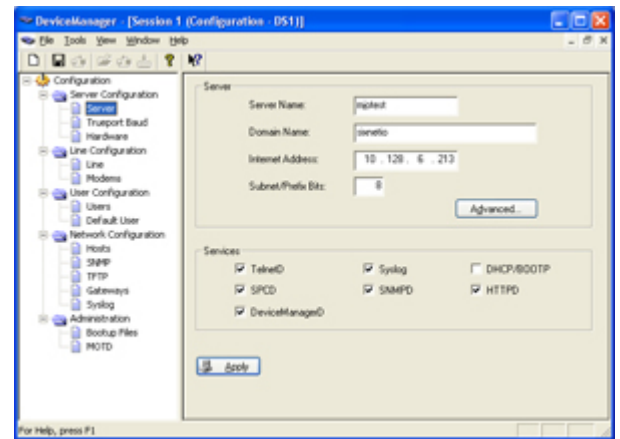 DeviceManager - [Session 1 (Configuration - DS1)]
File Tools View Window Help
Configuration
Server Configuration
Server
Trueport Baud
Hardware
Line Configuration
Line
Modems
User Configuration
Users
Default User
Network Configuration
Hosts
SNMP
TFTP
Gateways
Syslog
Administration
Bootup Files
MOTD
Server
Server Name:
Domain Name:
Internet Address: 10 . 128 . 6 . 213
Subnet/Prefix Bits: 8
Advanced...
Services
TelnetD Syslog DHCP/BOOTP
SPCD SNMPD HTTPD
DeviceManagerD
Apply
For Help, press F1